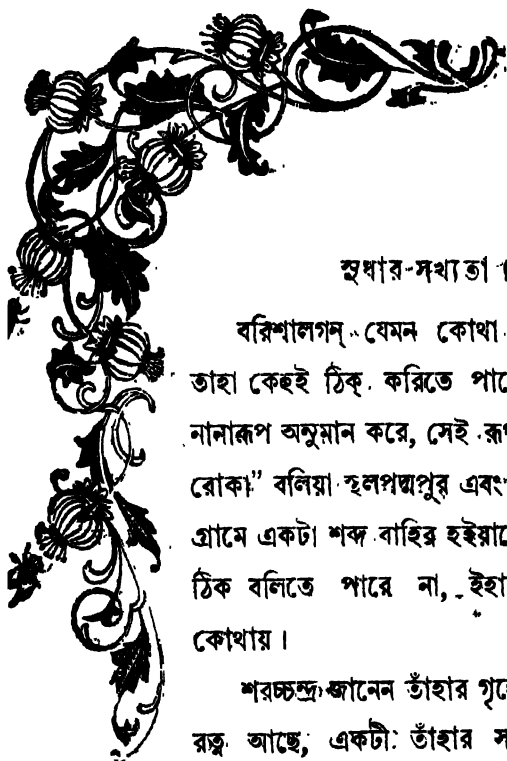 সুধার-সখ্যতা।
বরিশালগন্ যেমন কোথা
তাহা কেহই ঠিক্ করিতে পারে
নানারূপ অনুমান করে, সেই রূপ
রোকা” বলিয়া স্থলপদ্মপুর এবং
গ্রামে একটা শব্দ বাহির হইয়াছে
ঠিক বলিতে পারে না, ইহা
কোথায়।
শরচ্চন্দ্র জানেন তাঁহার গৃহে
রত্ন আছে, একটী তাঁহার স